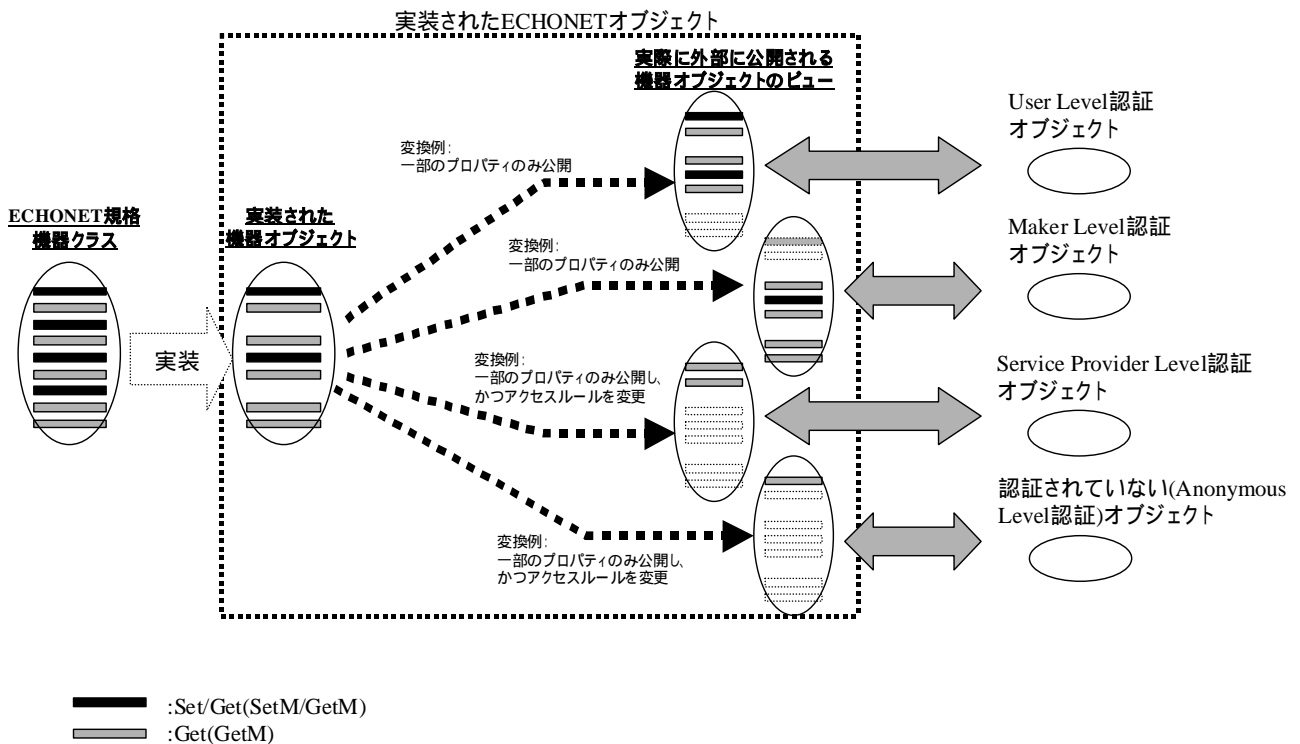 実装されたECHONETオブジェクト
実際に外部に公開される
機器オブジェクトのビュー
User Level認証
オブジェクト
変換例:
一部のプロパティのみ公開
ECHONET規格
機器クラス
実装された
機器オブジェクト
変換例:
一部のプロパティのみ公開
Maker Level認証
オブジェクト
実装
変換例:
一部のプロパティのみ公開し、
かつアクセスルールを変更
Service Provider Level認証
オブジェクト
変換例:
一部のプロパティのみ公開し、
かつアクセスルールを変更
認証されていない(Anonymous
Level認証)オブジェクト
:Set/Get(SetM/GetM)
:Get(GetM)